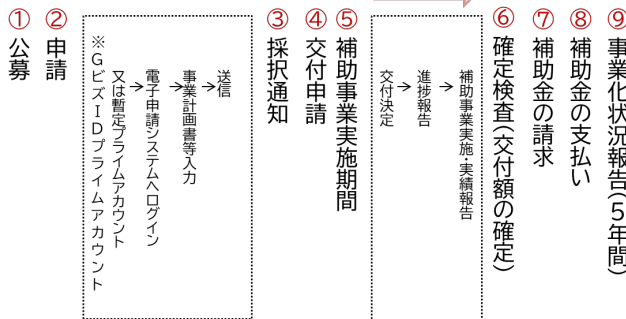 ①公募
②申請
※GビズIDプライムアカウント
又は暫定プライムアカウント
→電子申請システムへログイン
→事業計画書等入力
→送信
③採択通知
④交付申請
⑤補助事業実施期間
交付決定
→進捗報告
→補助事業実施・実績報告
⑥確定検査(交付額の確定)
⑦補助金の請求
⑧補助金の支払い
⑨事業化状況報告(5年間)